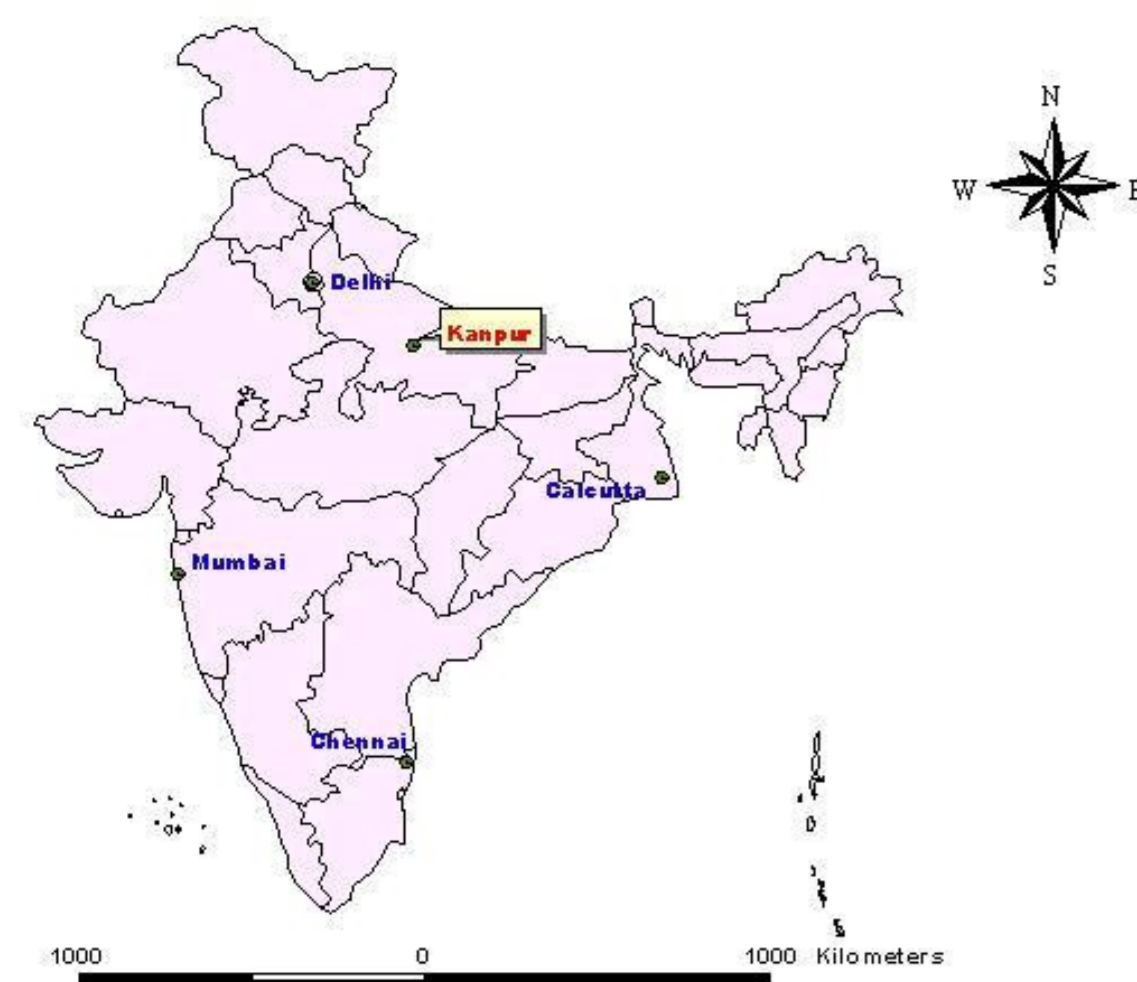 N
W E
S
Delhi
Kanpur
Calcutta
Mumbai
Chennai
1000 0 1000 Kilometers